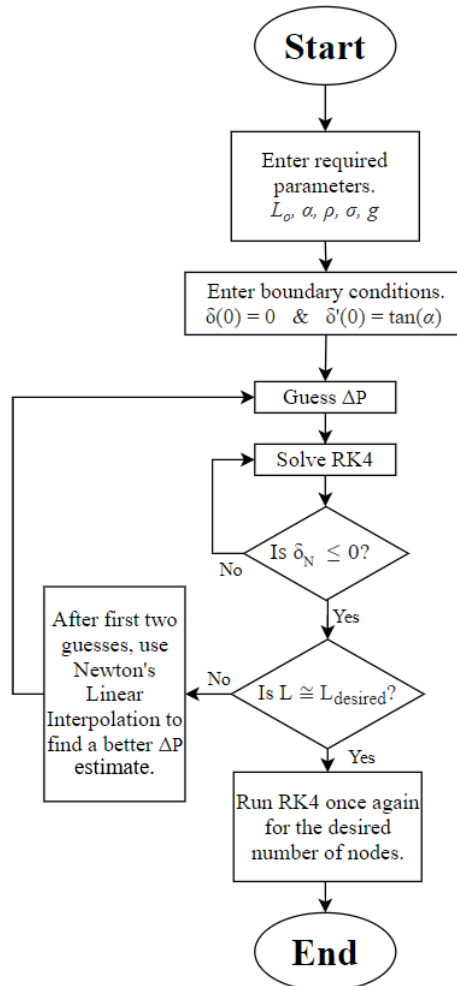 Start
Enter required
parameters.
Lₒ, α, ρ, σ, g
Enter boundary conditions.
δ(0) = 0 & δ'(0) = tan(α)
Guess ΔP
Solve RK4
Is δ_N ≤ 0?
No
Yes
After first two
guesses, use
Newton's
Linear
Interpolation to
find a better ΔP
estimate.
No
Is L ≅ L_desired?
Yes
Run RK4 once again
for the desired
number of nodes.
End